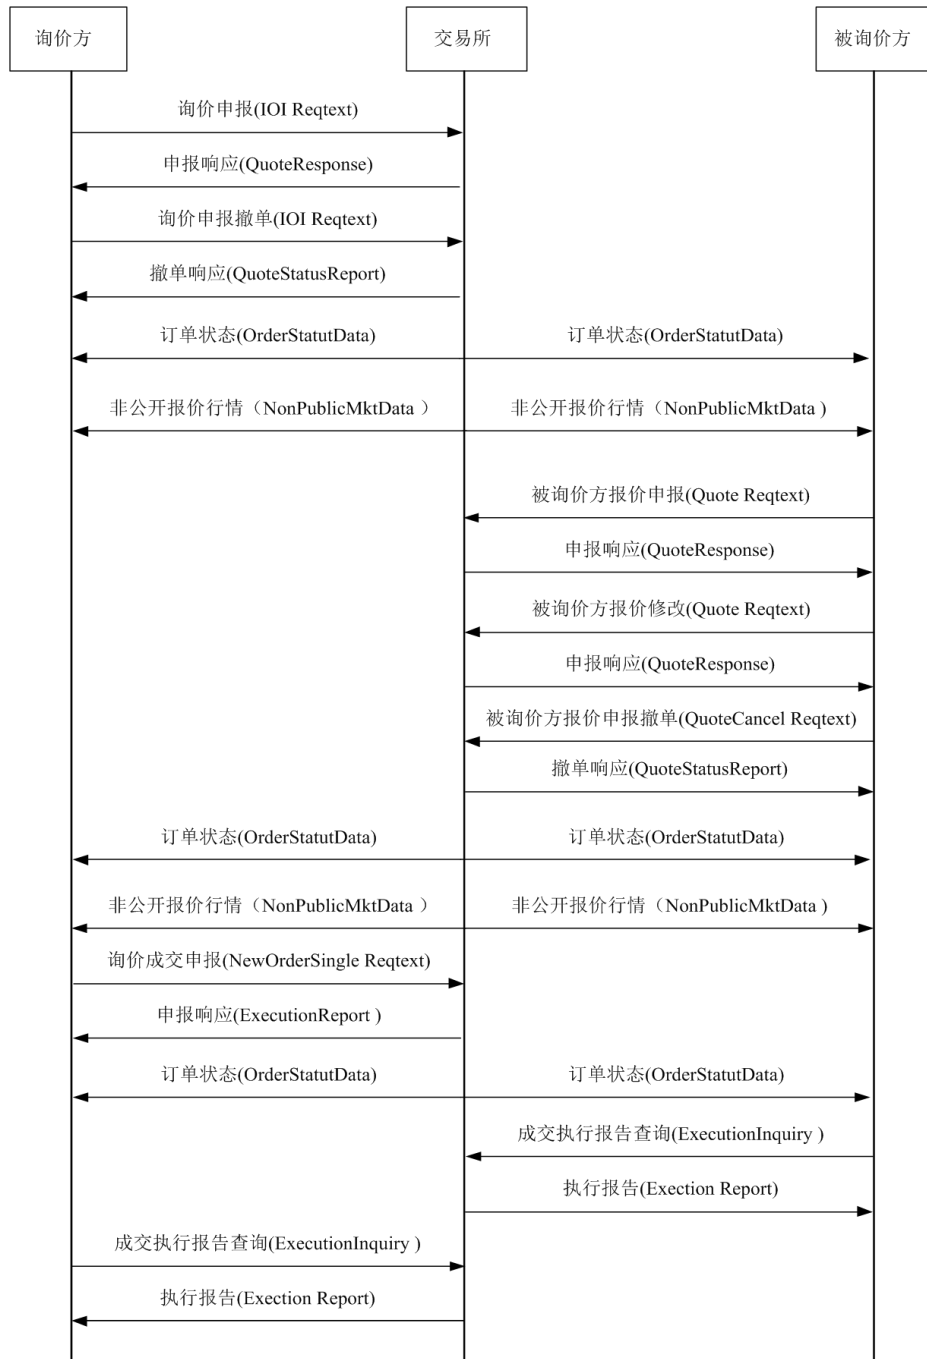 询价方
交易所
被询价方
询价申报(IOI Reqtext)
申报响应(QuoteResponse)
询价申报撤单(IOI Reqtext)
撤单响应(QuoteStatusReport)
订单状态(OrderStatutData)
订单状态(OrderStatutData)
非公开报价行情（NonPublicMktData ）
非公开报价行情（NonPublicMktData )
被询价方报价申报(Quote Reqtext)
申报响应(QuoteResponse)
被询价方报价修改(Quote Reqtext)
申报响应(QuoteResponse)
被询价方报价申报撤单(QuoteCancel Reqtext)
撤单响应(QuoteStatusReport)
订单状态(OrderStatutData)
订单状态(OrderStatutData)
非公开报价行情（NonPublicMktData ）
非公开报价行情（NonPublicMktData )
询价成交申报(NewOrderSingle Reqtext)
申报响应(ExecutionReport )
订单状态(OrderStatutData)
订单状态(OrderStatutData)
成交执行报告查询(ExecutionInquiry )
执行报告(Exection Report)
成交执行报告查询(ExecutionInquiry )
执行报告(Exection Report)